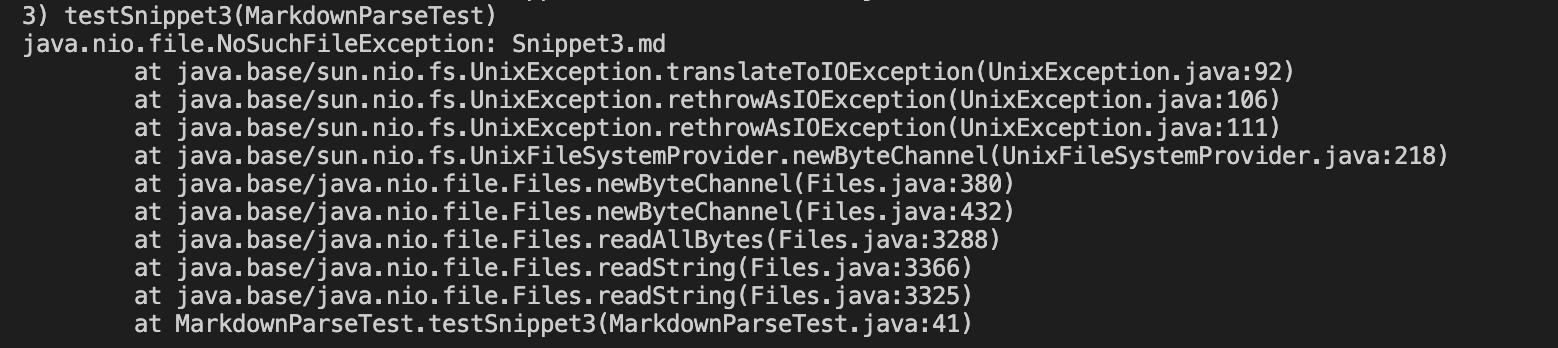 3) testSnippet3(MarkdownParseTest)
java.nio.file.NoSuchFileException: Snippet3.md
at java.base/sun.nio.fs.UnixException.translateToIOException(UnixException.java:92)
at java.base/sun.nio.fs.UnixException.rethrowAsIOException(UnixException.java:106)
at java.base/sun.nio.fs.UnixException.rethrowAsIOException(UnixException.java:111)
at java.base/sun.nio.fs.UnixFileSystemProvider.newByteChannel(UnixFileSystemProvider.java:218)
at java.base/java.nio.file.Files.newByteChannel(Files.java:380)
at java.base/java.nio.file.Files.newByteChannel(Files.java:432)
at java.base/java.nio.file.Files.readAllBytes(Files.java:3288)
at java.base/java.nio.file.Files.readString(Files.java:3366)
at java.base/java.nio.file.Files.readString(Files.java:3325)
at MarkdownParseTest.testSnippet3(MarkdownParseTest.java:41)